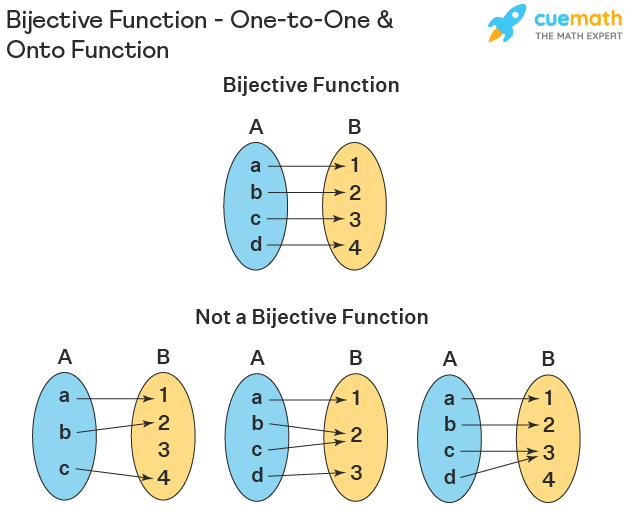 Bijective Function - One-to-One &
Onto Function
cuemath
THE MATH EXPERT
Bijective Function
A B
a 1
b 2
c 3
d 4
Not a Bijective Function
A B
a 1
b 2
3
c 4
A B
a 1
b
2
c
d 3
A B
a 1
b 2
c 3
d 4